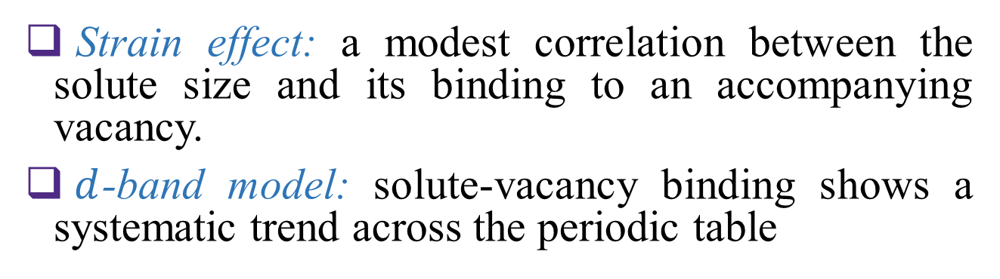 ❑ Strain effect: a modest correlation between the
solute size and its binding to an accompanying
vacancy.
❑ d-band model: solute-vacancy binding shows a
systematic trend across the periodic table